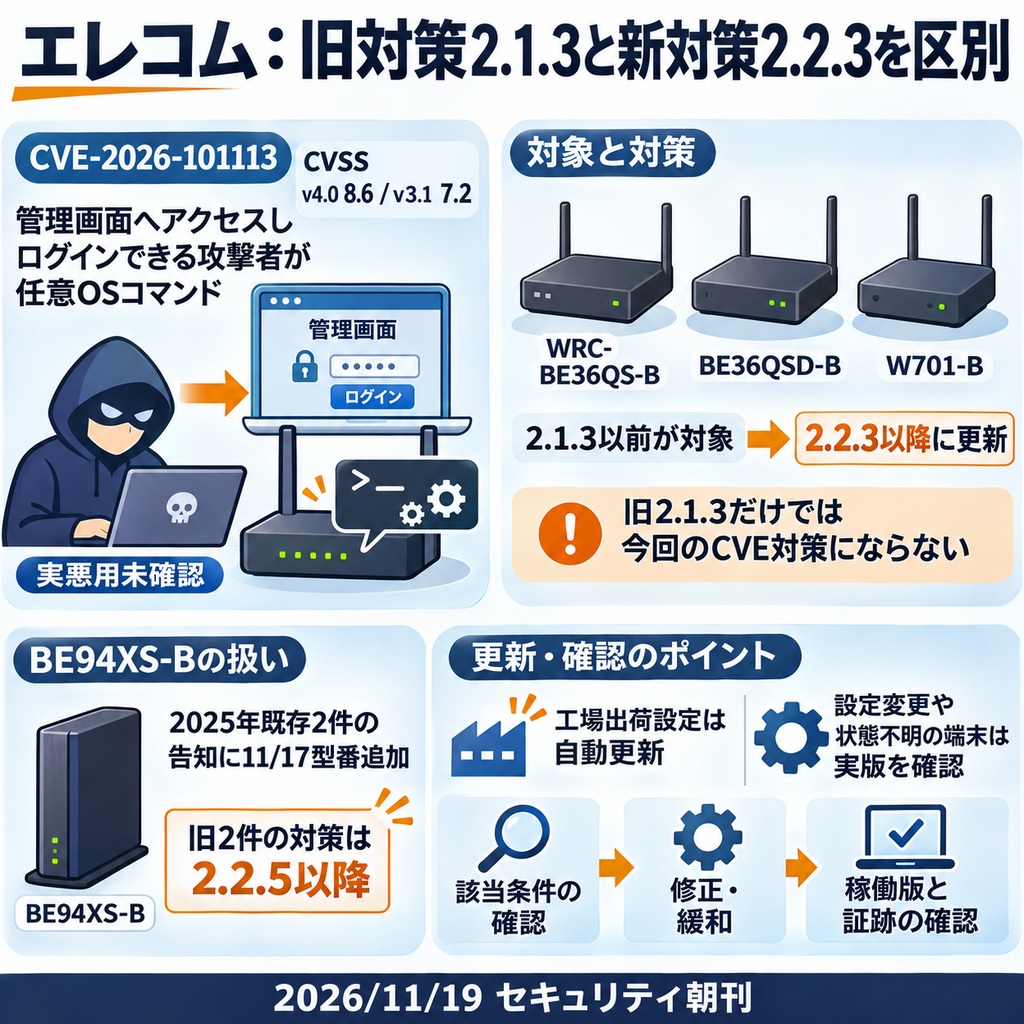 エレコム：旧対策2.1.3と新対策2.2.3を区別
CVE-2026-101113
CVSS
v4.0 8.6 / v3.1 7.2
管理画面へアクセスし
ログインできる攻撃者が
任意OSコマンド
管理画面
ログイン
実悪用未確認
対象と対策
WRC-
BE36QS-B
BE36QSD-B
W701-B
2.1.3以前が対象
2.2.3以降に更新
旧2.1.3だけでは
今回のCVE対策にならない
BE94XS-Bの扱い
2025年既存2件の
告知に11/17型番追加
旧2件の対策は
2.2.5以降
BE94XS-B
更新・確認のポイント
工場出荷設定は
自動更新
設定変更や
状態不明の端末は
実版を確認
該当条件の
確認
修正・
緩和
稼働版と
証跡の確認
2026/11/19 セキュリティ朝刊